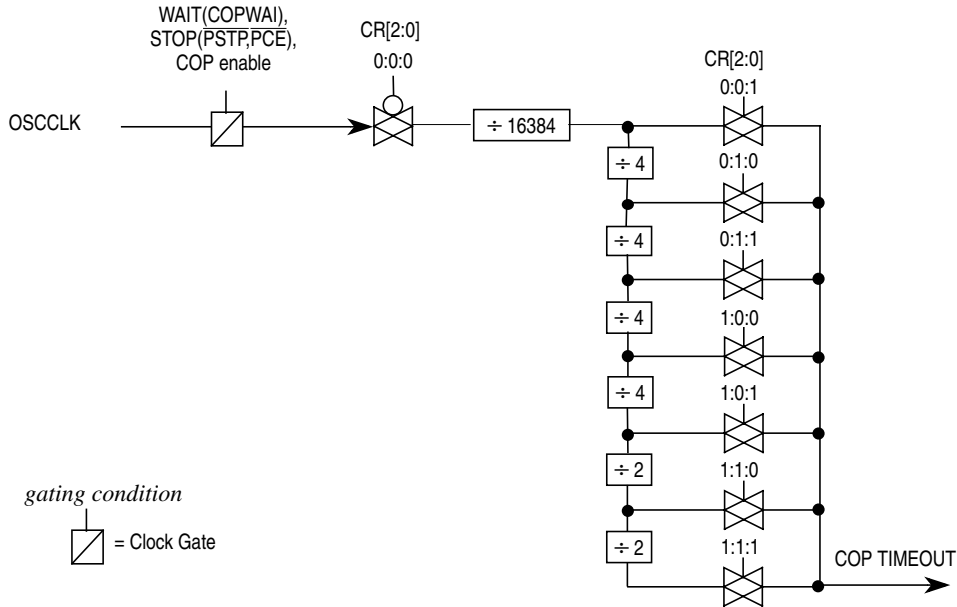 WAIT(COPWAI),
STOP(PSTP,PCE),
COP enable
CR[2:0]
0:0:0
CR[2:0]
0:0:1
OSCCLK
÷ 16384
÷ 4
0:1:0
÷ 4
0:1:1
÷ 4
1:0:0
÷ 4
1:0:1
÷ 2
1:1:0
÷ 2
1:1:1
gating condition
= Clock Gate
COP TIMEOUT